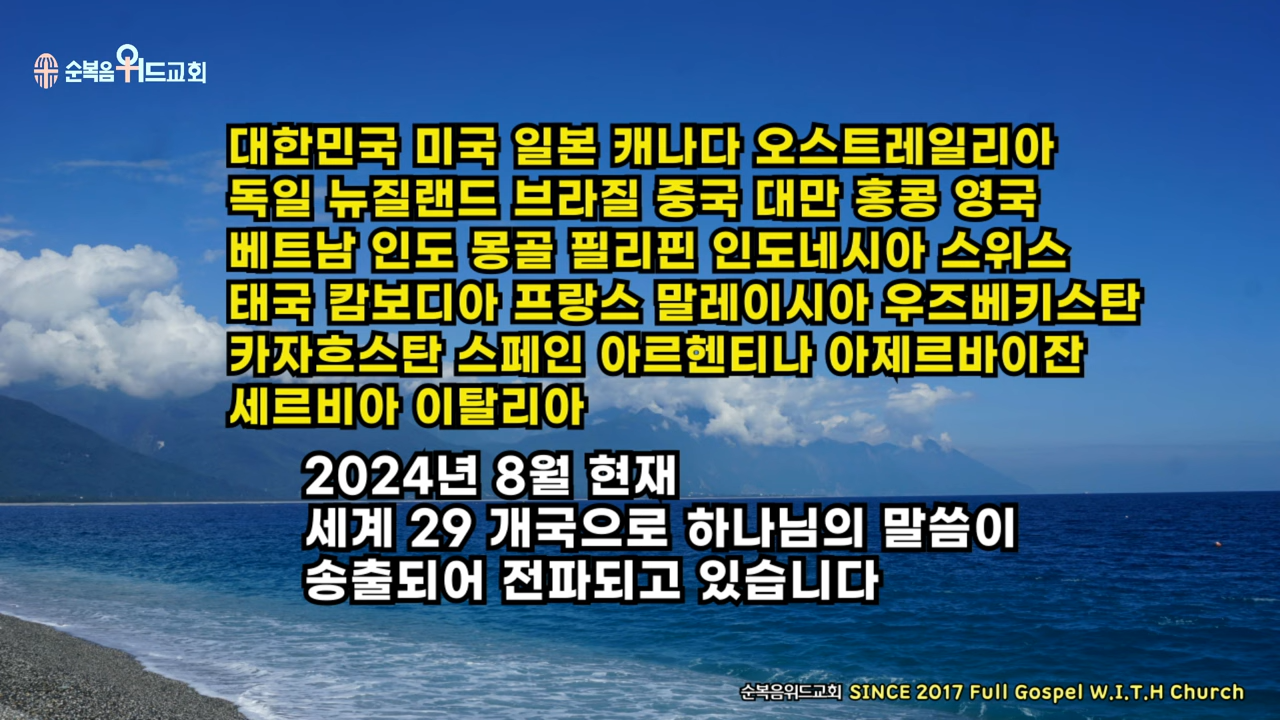 순복음위드교회
대한민국 미국 일본 캐나다 오스트레일리아
독일 뉴질랜드 브라질 중국 대만 홍콩 영국
베트남 인도 몽골 필리핀 인도네시아 스위스
태국 캄보디아 프랑스 말레이시아 우즈베키스탄
카자흐스탄 스페인 아르헨티나 아제르바이잔
세르비아 이탈리아
2024년 8월 현재
세계 29 개국으로 하나님의 말씀이
송출되어 전파되고 있습니다
순복음위드교회 SINCE 2017 Full Gospel W.I.T.H Church